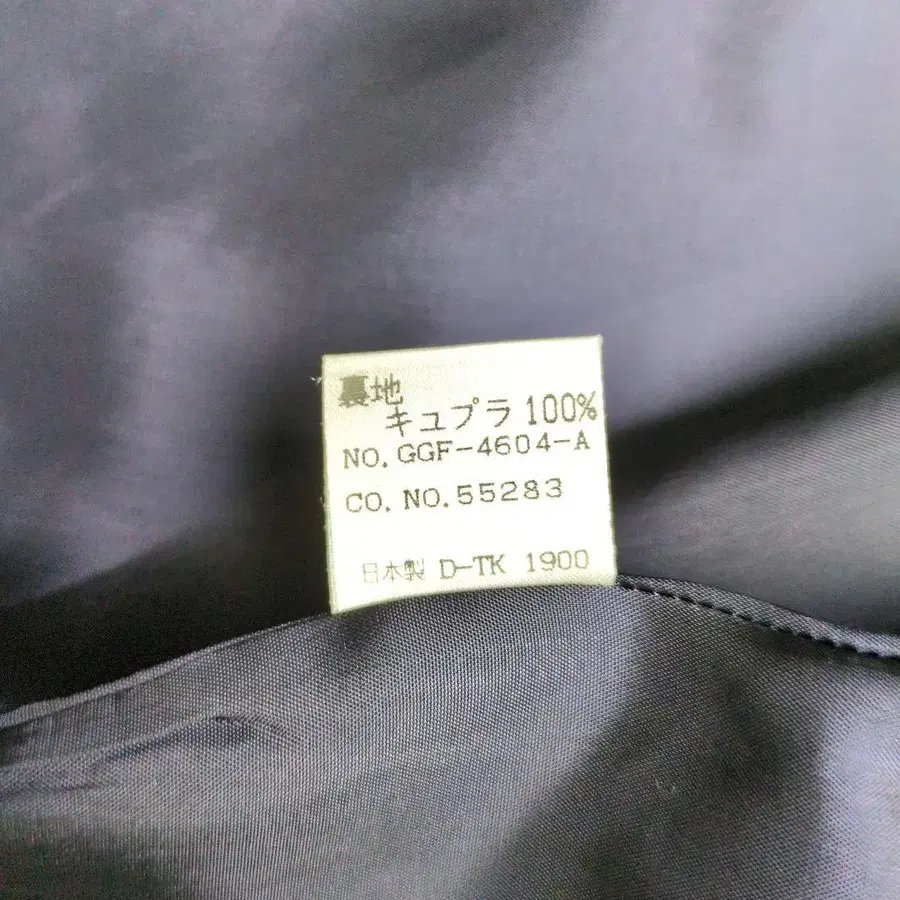 裏地
キュプラ 100%
NO. GGF-4604-A
CO. NO. 55283
日本製 D-TK 1900